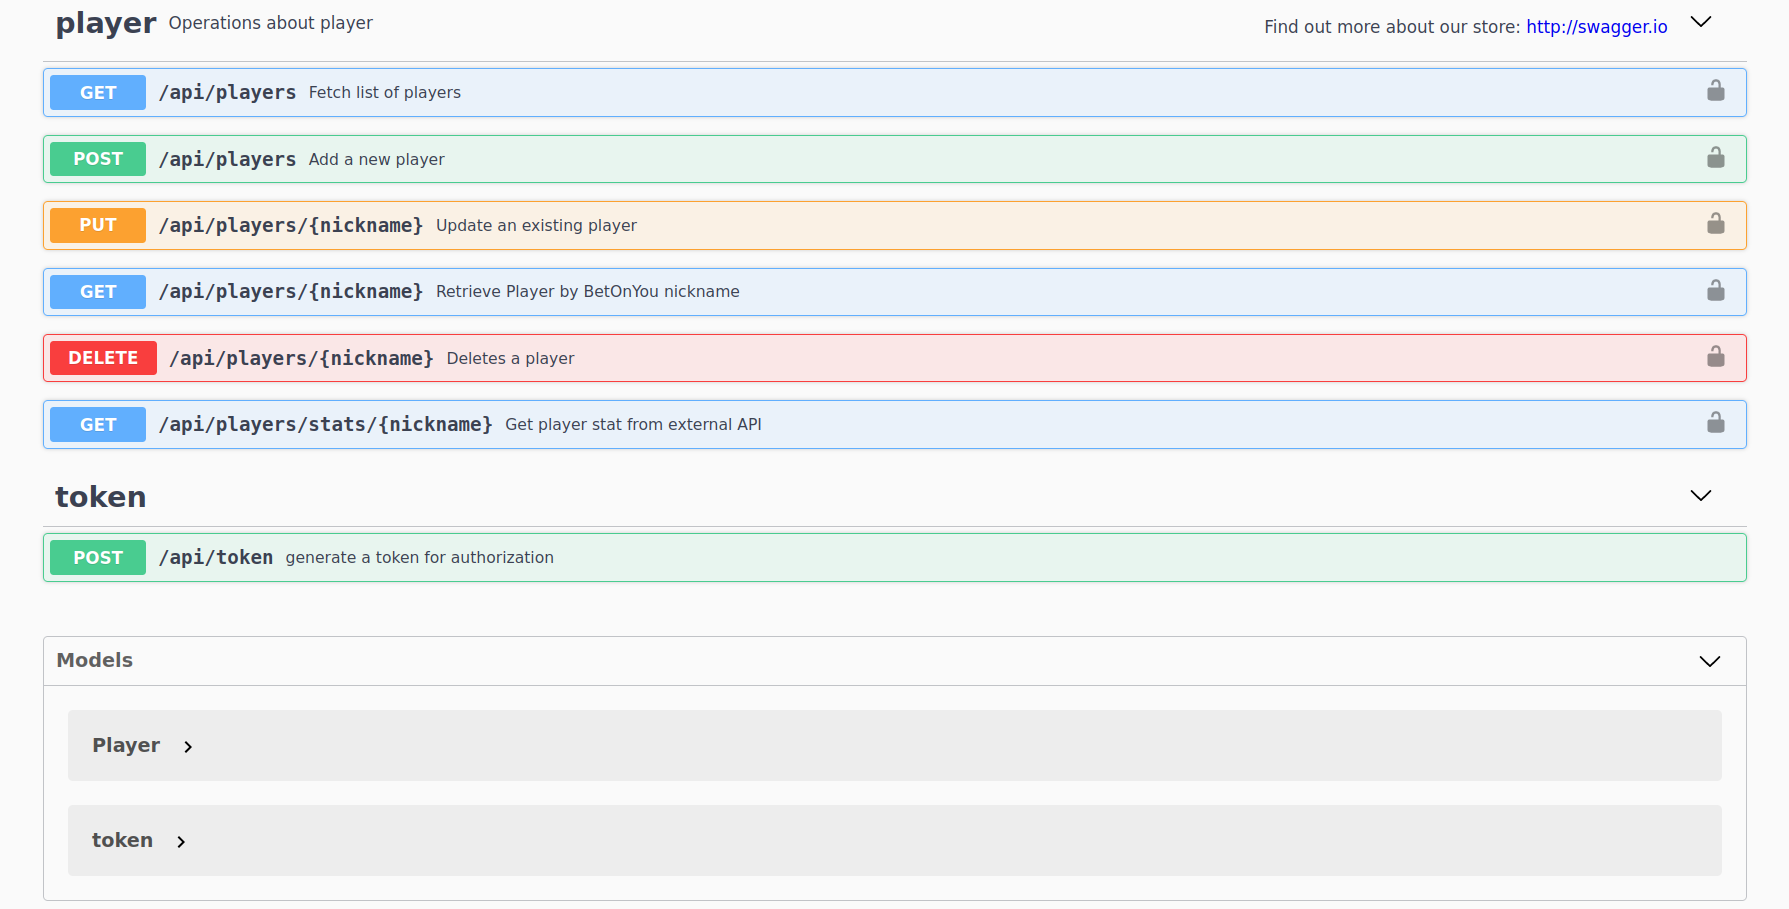 player Operations about player Find out more about our store: http://swagger.io
GET /api/players Fetch list of players
POST /api/players Add a new player
PUT /api/players/{nickname} Update an existing player
GET /api/players/{nickname} Retrieve Player by BetOnYou nickname
DELETE /api/players/{nickname} Deletes a player
GET /api/players/stats/{nickname} Get player stat from external API
token
POST /api/token generate a token for authorization
Models
Player
token